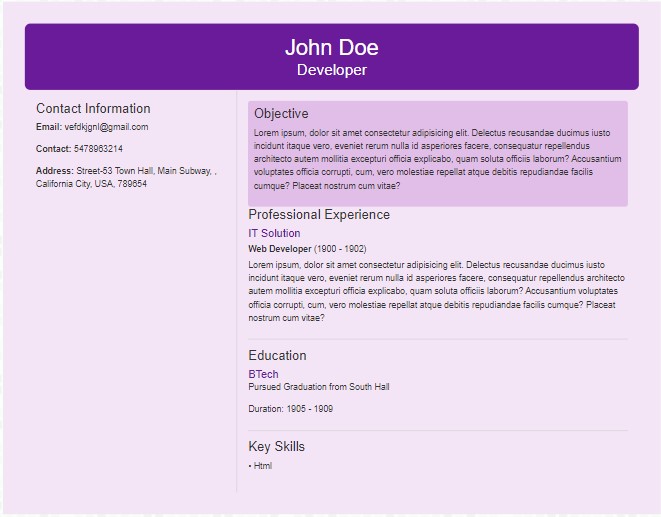 John Doe
Developer
Contact Information
Email: vefdkjgnl@gmail.com
Contact: 5478963214
Address: Street-53 Town Hall, Main Subway, ,
California City, USA, 789654
Objective
Lorem ipsum, dolor sit amet consectetur adipisicing elit. Delectus recusandae ducimus iusto
incidunt itaque vero, eveniet rerum nulla id asperiores facere, consequatur repellendus
architecto autem mollitia excepturi officia explicabo, quam soluta officiis laborum? Accusantium
voluptates officia corrupti, cum, vero molestiae repellat atque debitis repudiandae facilis
cumque? Placeat nostrum cum vitae?
Professional Experience
IT Solution
Web Developer (1900 - 1902)
Lorem ipsum, dolor sit amet consectetur adipisicing elit. Delectus recusandae ducimus iusto
incidunt itaque vero, eveniet rerum nulla id asperiores facere, consequatur repellendus architecto
autem mollitia excepturi officia explicabo, quam soluta officiis laborum? Accusantium voluptates
officia corrupti, cum, vero molestiae repellat atque debitis repudiandae facilis cumque? Placeat
nostrum cum vitae?
Education
BTech
Pursued Graduation from South Hall
Duration: 1905 - 1909
Key Skills
• Html